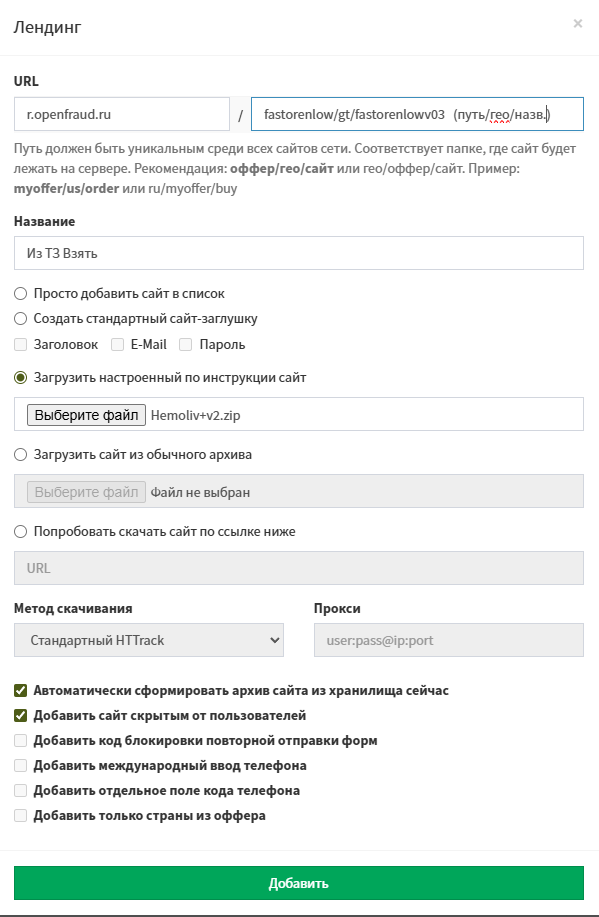 Лендинг ×
URL
r.openfraud.ru / fastorenlow/gt/fastorenlowv03 (путь/гео/назв.)
Путь должен быть уникальным среди всех сайтов сети. Соответствует папке, где сайт будет
лежать на сервере. Рекомендация: оффер/гео/сайт или гео/оффер/сайт. Пример:
myoffer/us/order или ru/myoffer/buy
Название
Из ТЗ Взять
Просто добавить сайт в список
Создать стандартный сайт-заглушку
Заголовок E-Mail Пароль
Загрузить настроенный по инструкции сайт
Выберите файл Hemoliv+v2.zip
Загрузить сайт из обычного архива
Выберите файл Файл не выбран
Попробовать скачать сайт по ссылке ниже
URL
Метод скачивания Прокси
Стандартный HTTrack user:pass@ip:port
Автоматически сформировать архив сайта из хранилища сейчас
Добавить сайт скрытым от пользователей
Добавить код блокировки повторной отправки форм
Добавить международный ввод телефона
Добавить отдельное поле кода телефона
Добавить только страны из оффера
Добавить